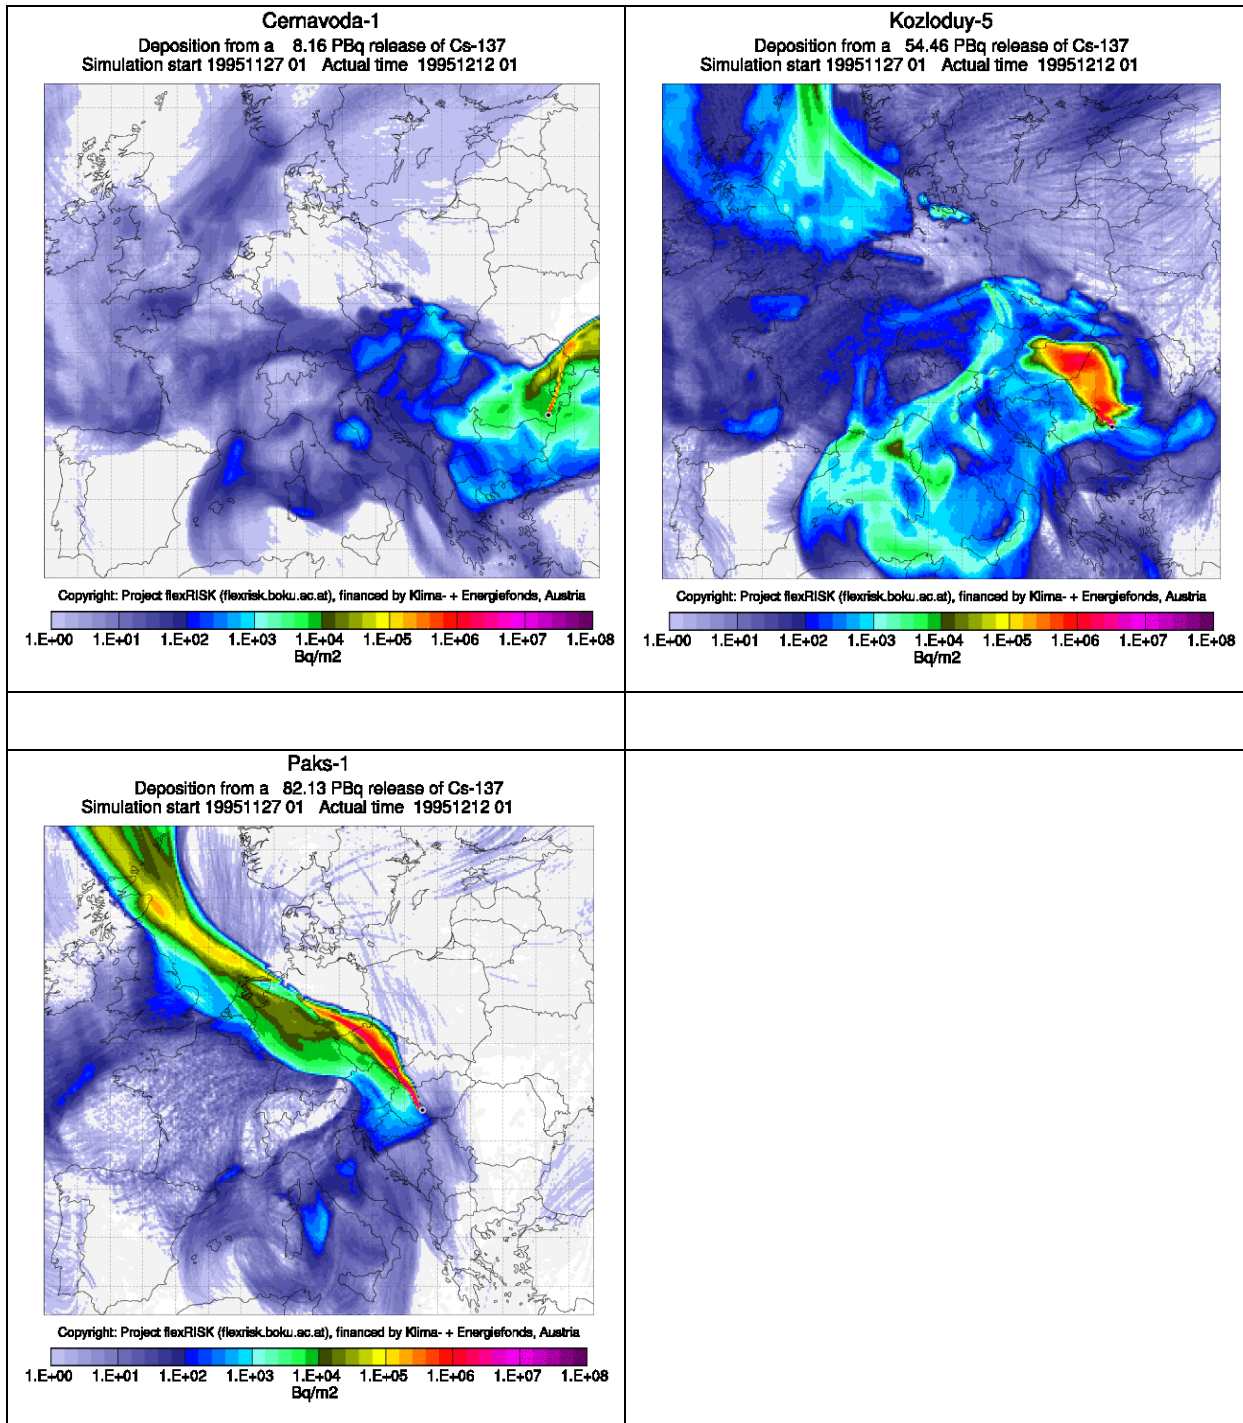 Cernavoda-1
Deposition from a 8.16 PBq release of Cs-137
Simulation start 19951127 01 Actual time 19951212 01
Copyright: Project flexRISK (flexrisk.boku.ac.at), financed by Klima- + Energiefonds, Austria
1.E+00 1.E+01 1.E+02 1.E+03 1.E+04 1.E+05 1.E+06 1.E+07 1.E+08
Bq/m2
Kozloduy-5
Deposition from a 54.46 PBq release of Cs-137
Simulation start 19951127 01 Actual time 19951212 01
Copyright: Project flexRISK (flexrisk.boku.ac.at), financed by Klima- + Energiefonds, Austria
1.E+00 1.E+01 1.E+02 1.E+03 1.E+04 1.E+05 1.E+06 1.E+07 1.E+08
Bq/m2
Paks-1
Deposition from a 82.13 PBq release of Cs-137
Simulation start 19951127 01 Actual time 19951212 01
Copyright: Project flexRISK (flexrisk.boku.ac.at), financed by Klima- + Energiefonds, Austria
1.E+00 1.E+01 1.E+02 1.E+03 1.E+04 1.E+05 1.E+06 1.E+07 1.E+08
Bq/m2